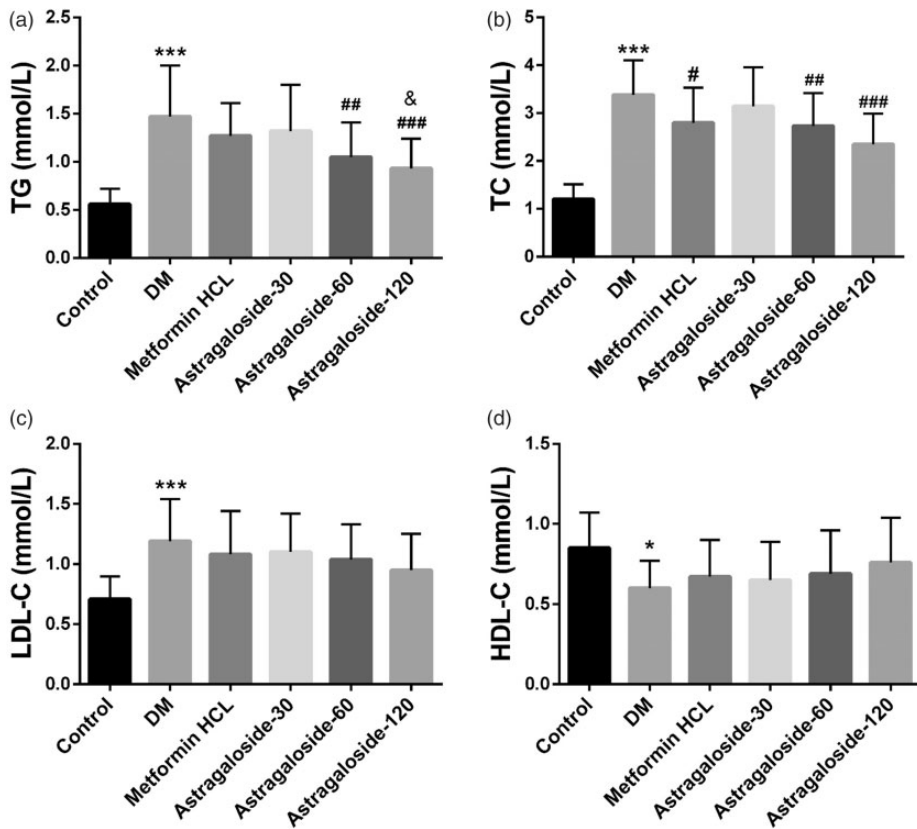 (a)
TG (mmol/L)
2.5
2.0
1.5
1.0
0.5
0.0
***
##
&
###
Control
DM
Metformin HCL
Astragaloside-30
Astragaloside-60
Astragaloside-120
(b)
TC (mmol/L)
5
4
3
2
1
0
***
#
##
###
Control
DM
Metformin HCL
Astragaloside-30
Astragaloside-60
Astragaloside-120
(c)
LDL-C (mmol/L)
2.0
1.5
1.0
0.5
0.0
***
Control
DM
Metformin HCL
Astragaloside-30
Astragaloside-60
Astragaloside-120
(d)
HDL-C (mmol/L)
1.5
1.0
0.5
0.0
*
Control
DM
Metformin HCL
Astragaloside-30
Astragaloside-60
Astragaloside-120